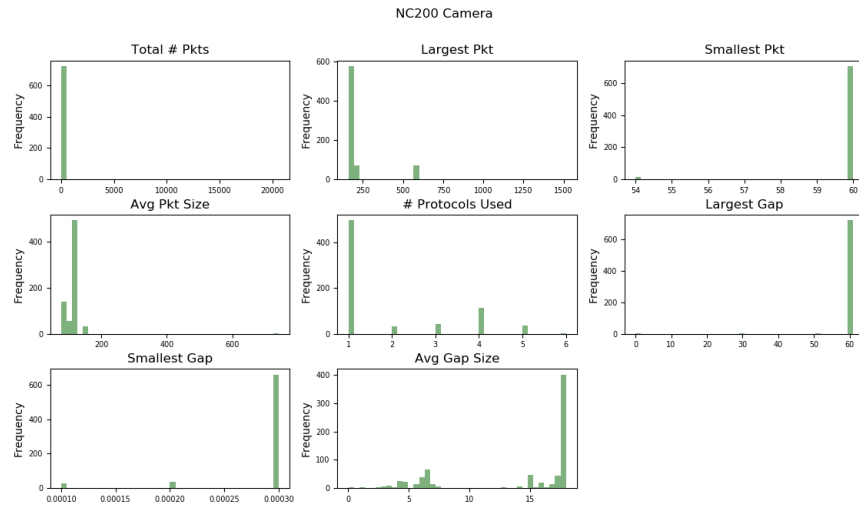 NC200 Camera
Total # Pkts
Largest Pkt
Smallest Pkt
Frequency
600
400
200
0
0 5000 10000 15000 20000
Frequency
600
400
200
0
250 500 750 1000 1250 1500
Frequency
600
400
200
0
54 55 56 57 58 59 60
Avg Pkt Size
# Protocols Used
Largest Gap
Frequency
400
200
0
200 400 600
Frequency
400
200
0
1 2 3 4 5 6
Frequency
600
400
200
0
0 10 20 30 40 50 60
Smallest Gap
Avg Gap Size
Frequency
600
400
200
0
0.00010 0.00015 0.00020 0.00025 0.00030
Frequency
400
300
200
100
0
0 5 10 15